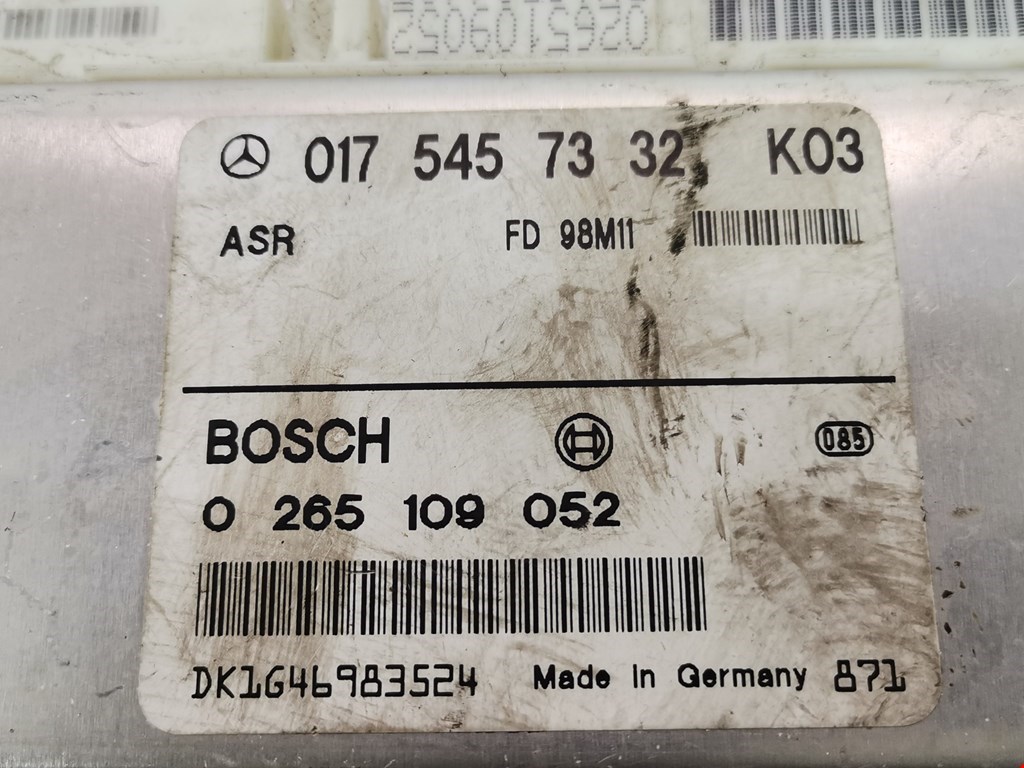 0265109052
017 545 73 32 K03
ASR FD 98M11
BOSCH 085
0 265 109 052
DK1G46983524 Made in Germany 871